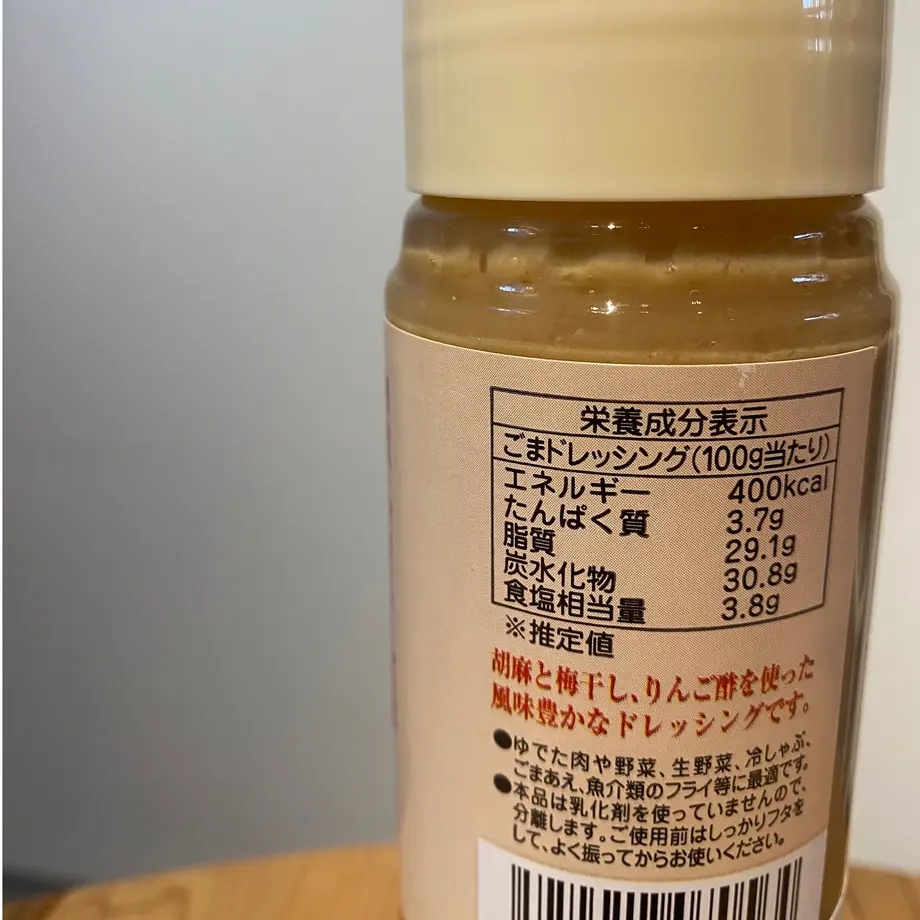 栄養成分表示
ごまドレッシング(100g当たり)
エネルギー 400kcal
たんぱく質 3.7g
脂質 29.1g
炭水化物 30.8g
食塩相当量 3.8g
※推定値
胡麻と梅干し、りんご酢を使った
風味豊かなドレッシングです。
●ゆでた肉や野菜、生野菜、冷しゃぶ、
ごまあえ、魚介類のフライ等に最適です。
●本品は乳化剤を使っていませんので、
分離します。ご使用前はしっかりフタを
して、よく振ってからお使いください。